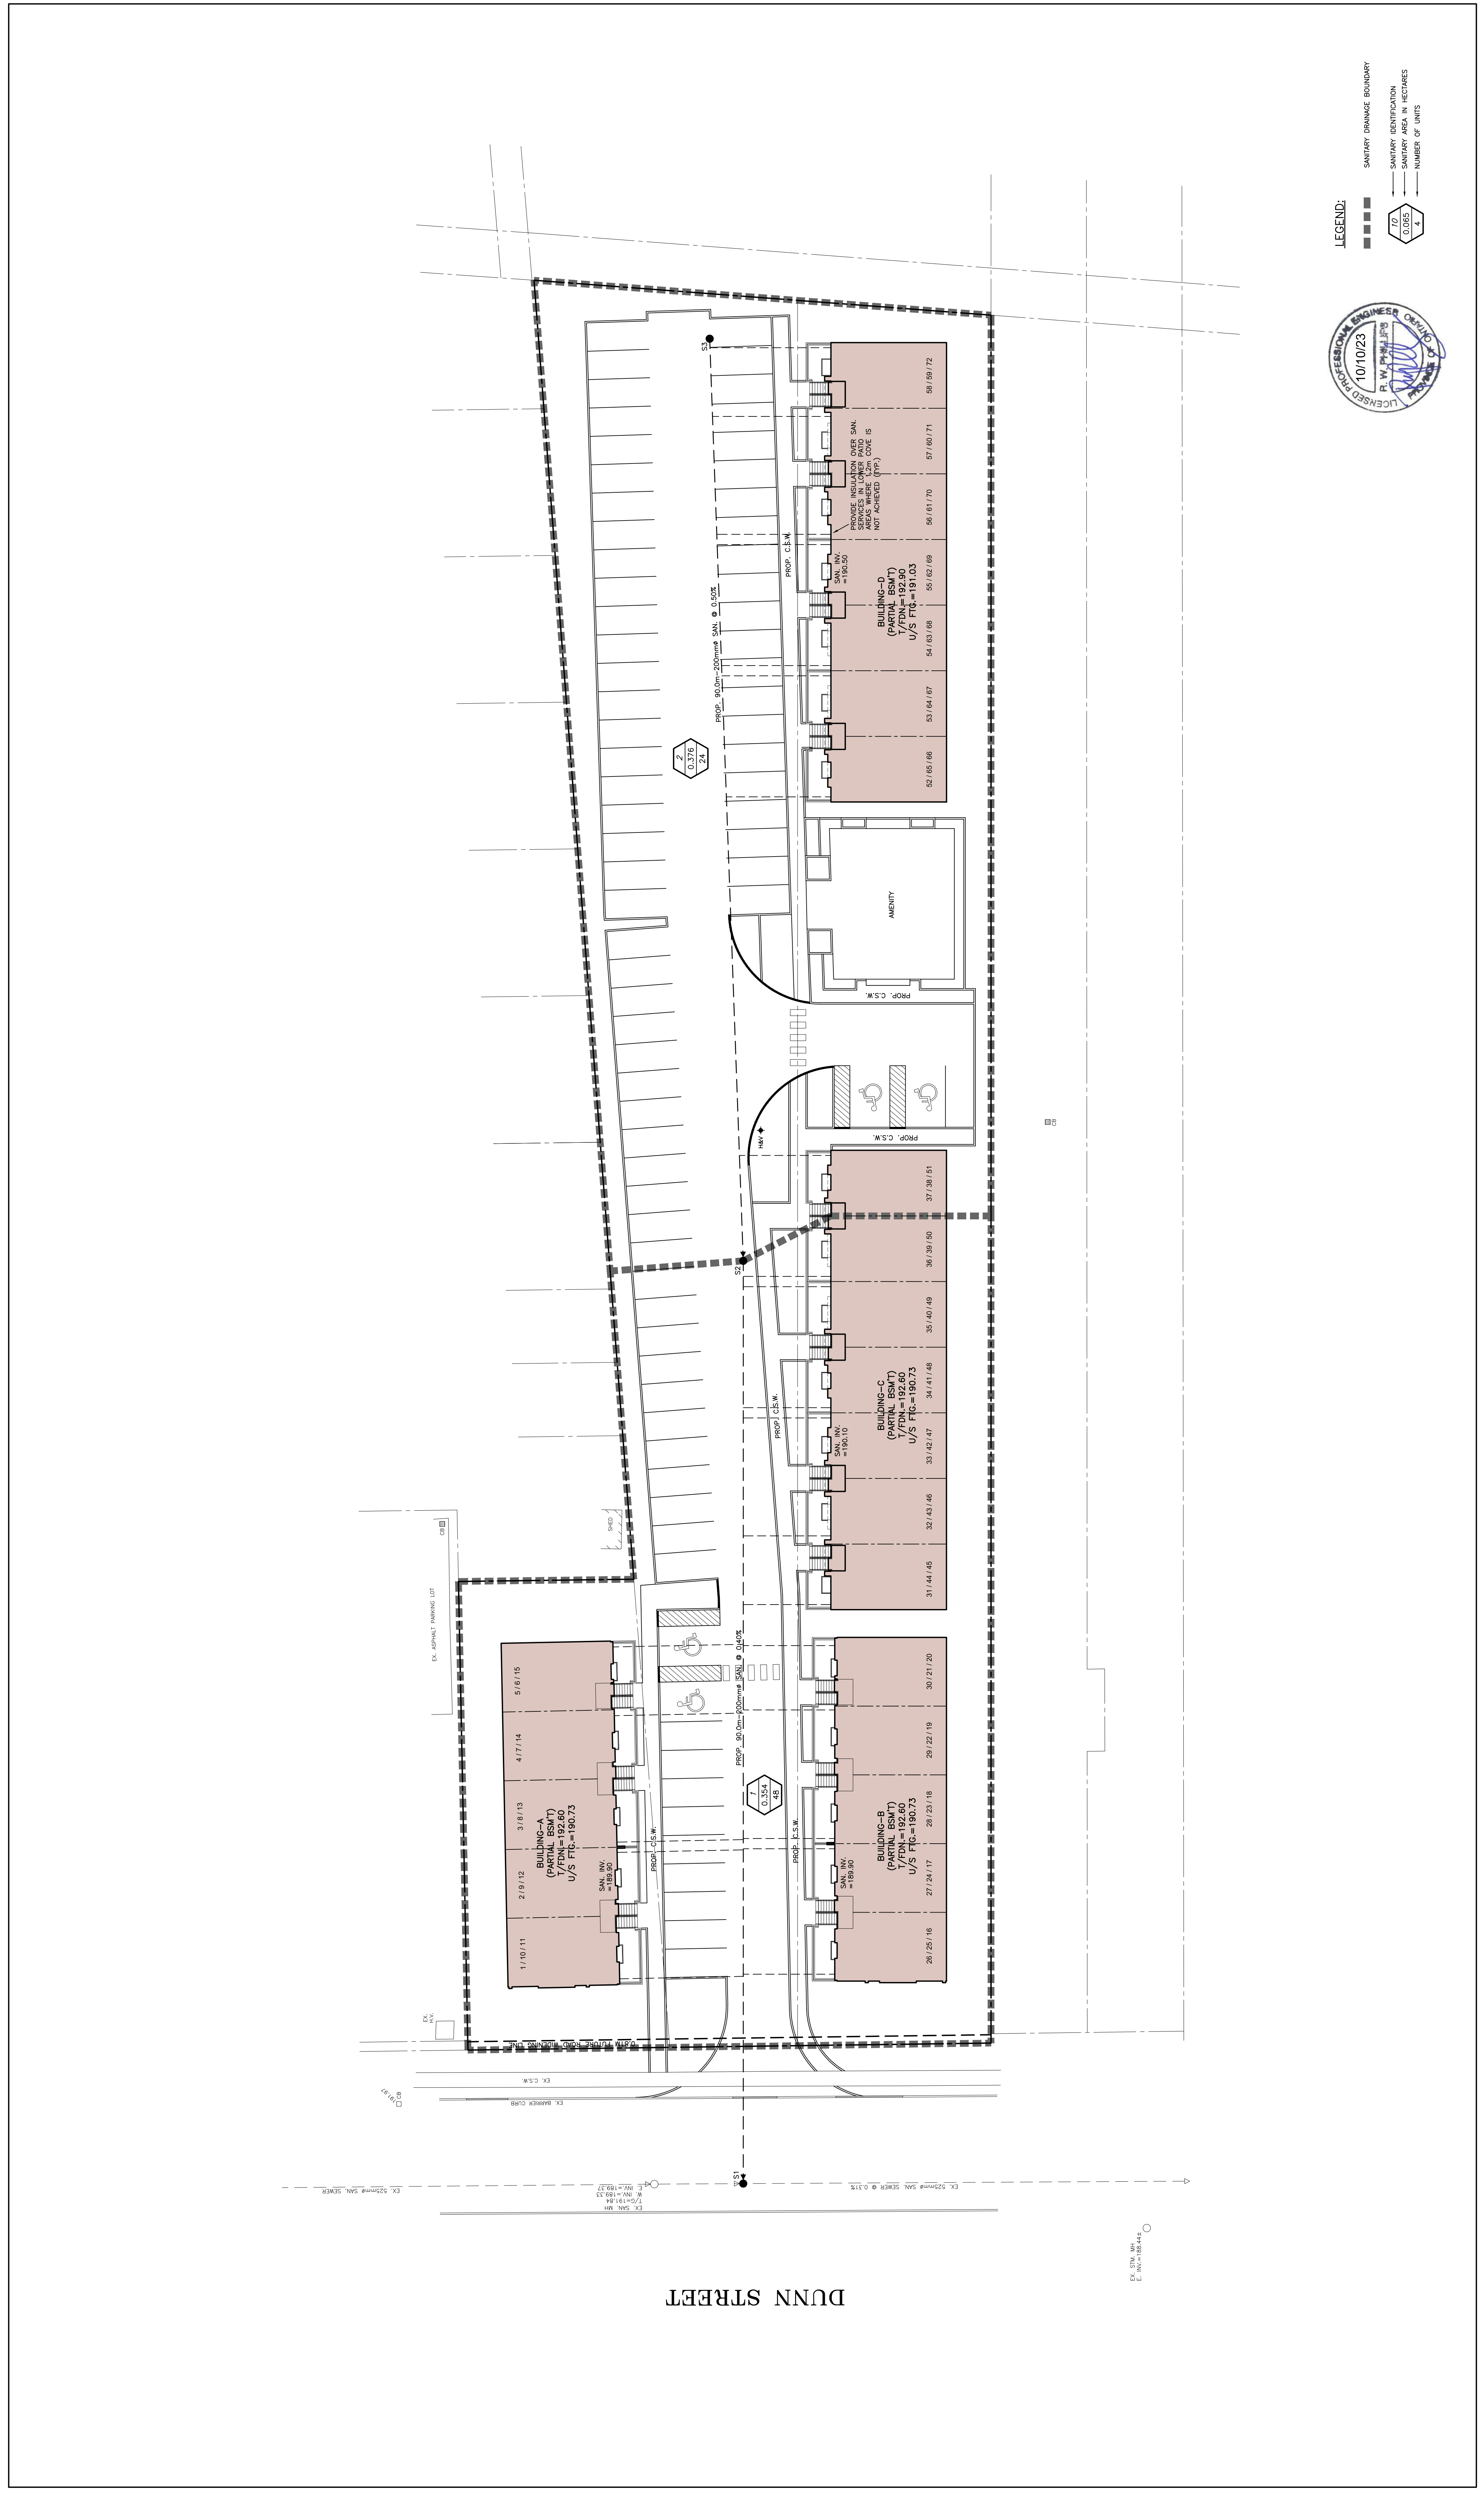 LEGEND:
SANITARY DRAINAGE BOUNDARY
10
0.065
4
SANITARY IDENTIFICATION
SANITARY AREA IN HECTARES
NUMBER OF UNITS
LICENSED PROFESSIONAL ENGINEER
10/10/23
R. W. PHILLIPS
PROVINCE OF ONTARIO
S3
58 / 59 / 72
57 / 60 / 71
56 / 61 / 70
55 / 62 / 69
54 / 63 / 68
53 / 64 / 67
52 / 65 / 66
PROVIDE INSULATION OVER SAN.
SERVICES IN LOWER PATIO
AREAS WHERE 1.2m COVE IS
NOT ACHIEVED (TYP.)
PROP. C.S.W.
SAN. INV.
=190.50
BUILDING-D
(PARTIAL BSM'T)
T/FDN.=192.90
U/S FTG.=191.03
PROP. 90.0m-200mmø SAN. @ 0.50%
2
0.376
24
AMENITY
PROP. C.S.W.
PROP. C.S.W.
H&V
CB
S2
37 / 38 / 51
36 / 39 / 50
35 / 40 / 49
34 / 41 / 48
33 / 42 / 47
32 / 43 / 46
31 / 44 / 45
BUILDING-C
(PARTIAL BSM'T)
T/FDN.=192.60
U/S FTG.=190.73
SAN. INV.
=190.10
PROP. C.S.W.
SHED
CB
EX. ASPHALT PARKING LOT
5 / 6 / 15
4 / 7 / 14
3 / 8 / 13
2 / 9 / 12
1 / 10 / 11
BUILDING-A
(PARTIAL BSM'T)
T/FDN.=192.60
U/S FTG.=190.73
SAN. INV.
=189.90
PROP. C.S.W.
PROP. 90.0m-200mmø SAN. @ 0.40%
1
0.354
48
PROP. C.S.W.
30 / 21 / 20
29 / 22 / 19
28 / 23 / 18
27 / 24 / 17
26 / 25 / 16
BUILDING-B
(PARTIAL BSM'T)
T/FDN.=192.60
U/S FTG.=190.73
SAN. INV.
=189.90
EX.
H.V.
0.81m FUTURE ROAD WIDENING LINE
EX. C.S.W.
CB
191.97
EX. BARRIER CURB
S1
EX. 525mmø SAN. SEWER
EX. SAN. MH
T/G=191.84
W. INV.=189.33
E. INV.=189.37
EX. 525mmø SAN. SEWER @ 0.31%
EX. STM. MH
E. INV.=188.44±
DUNN STREET